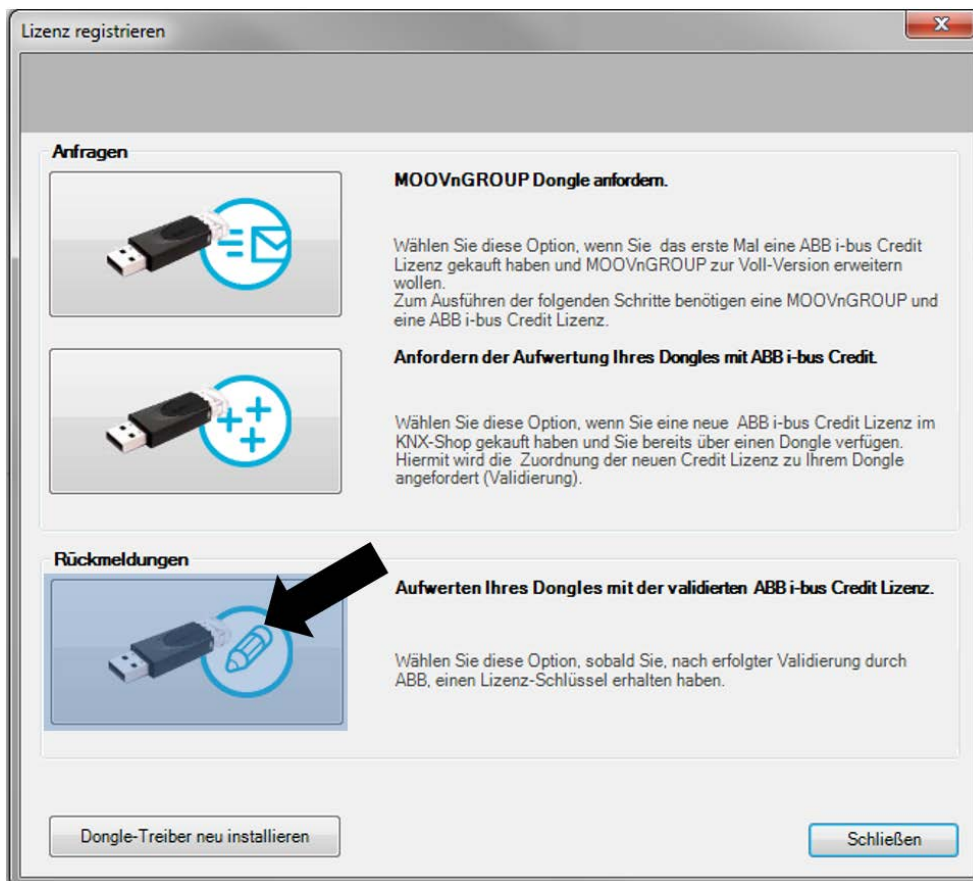 Lizenz registrieren
Anfragen
MOOVnGROUP Dongle anfordern.
Wählen Sie diese Option, wenn Sie das erste Mal eine ABB i-bus Credit
Lizenz gekauft haben und MOOVnGROUP zur Voll-Version erweitern
wollen.
Zum Ausführen der folgenden Schritte benötigen eine MOOVnGROUP und
eine ABB i-bus Credit Lizenz.
Anfordern der Aufwertung Ihres Dongles mit ABB i-bus Credit.
Wählen Sie diese Option, wenn Sie eine neue ABB i-bus Credit Lizenz im
KNX-Shop gekauft haben und Sie bereits über einen Dongle verfügen.
Hiermit wird die Zuordnung der neuen Credit Lizenz zu Ihrem Dongle
angefordert (Validierung).
Rückmeldungen
Aufwerten Ihres Dongles mit der validierten ABB i-bus Credit Lizenz.
Wählen Sie diese Option, sobald Sie, nach erfolgter Validierung durch
ABB, einen Lizenz-Schlüssel erhalten haben.
Dongle-Treiber neu installieren
Schließen